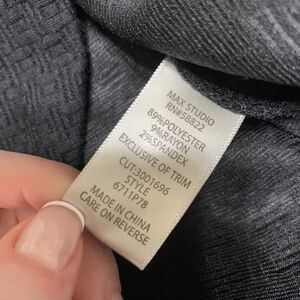 MAX STUDIO
RN#58822
89%POLYESTER
9%RAYON
2%SPANDEX
EXCLUSIVE OF TRIM
CUT:3001696
STYLE
6711P78
MADE IN CHINA
CARE ON REVERSE